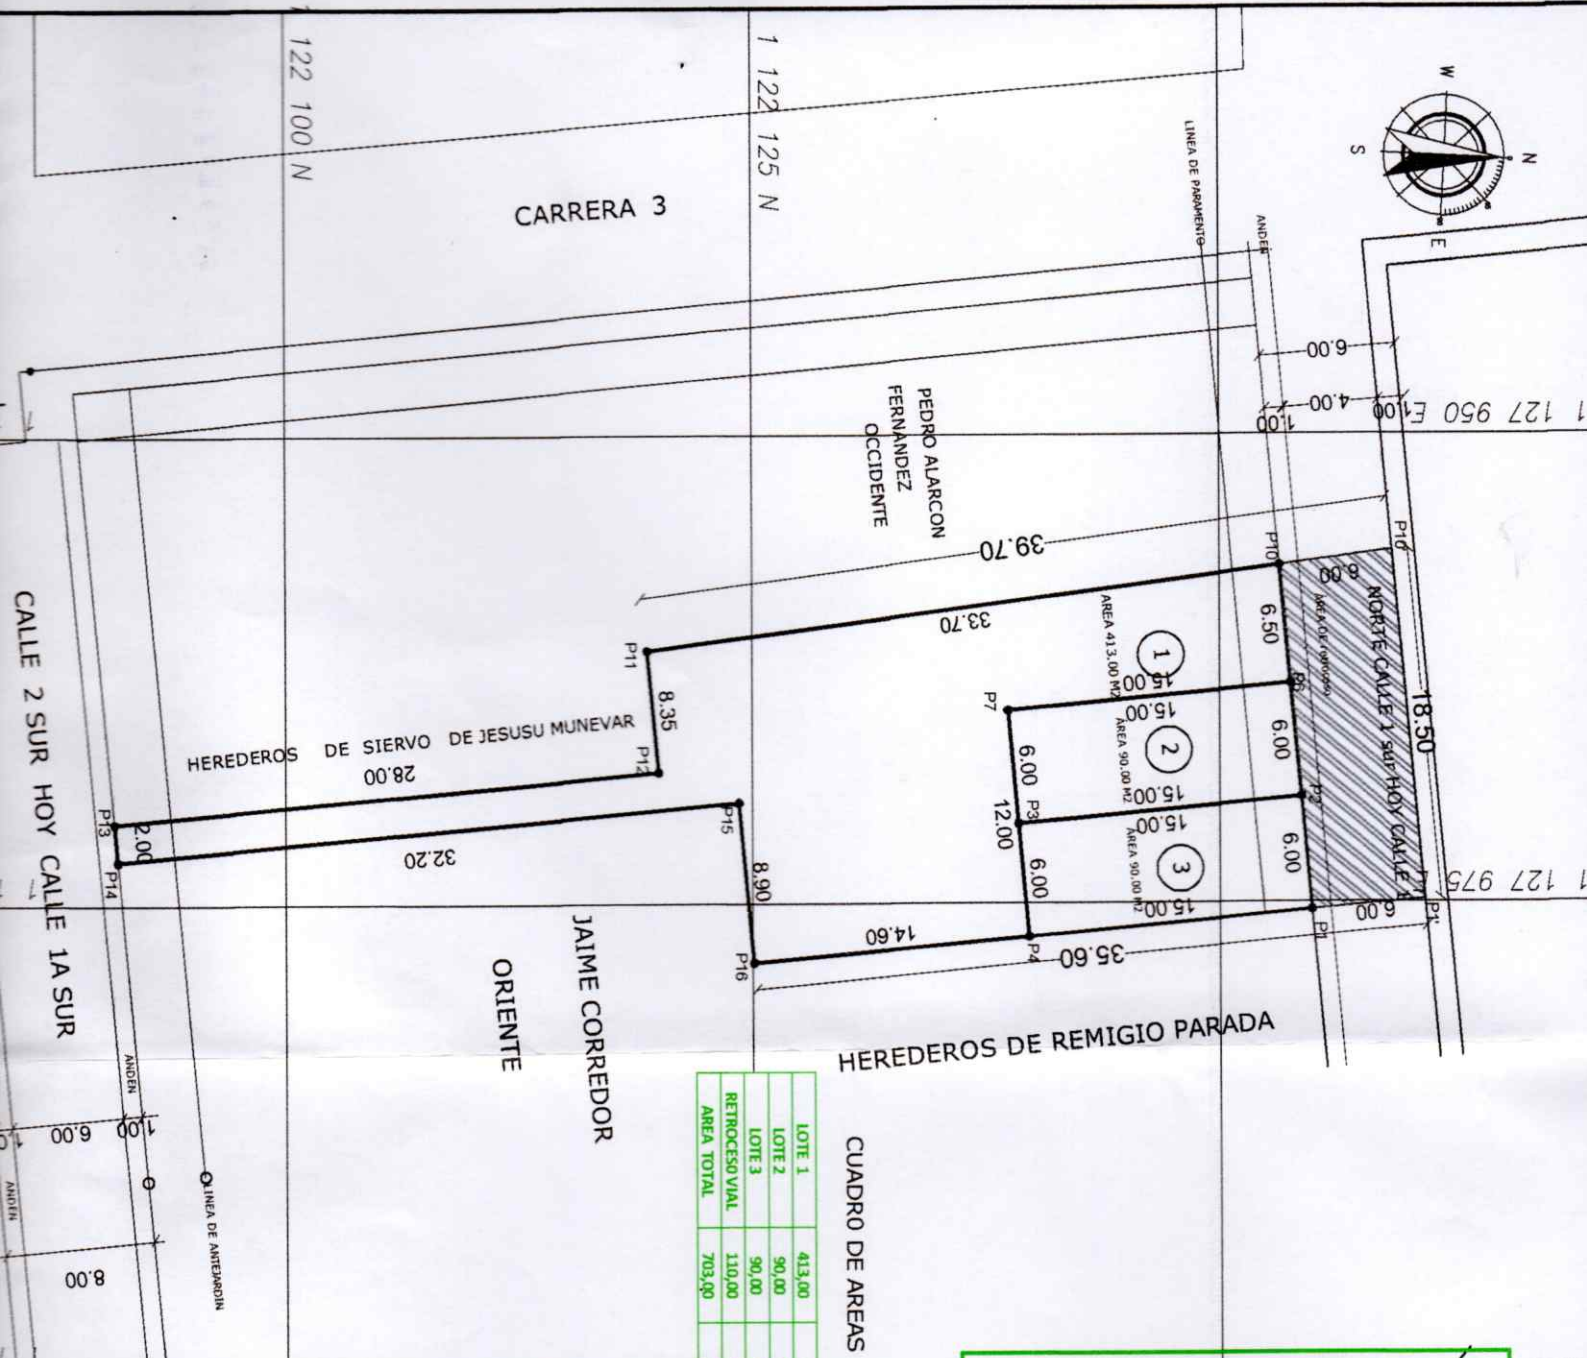 1 122 100 N
1 122 125 N
CARRERA 3
LINEA DE PARAMENTO
ANDEN
W
N
S
E
6.00
1.00
4.00
1.00
1 127 950 E
PEDRO ALARCON
FERNANDEZ
OCCIDENTE
39.70
P10
P10'
6.00
NORTE CALLE 1 sur HOY CALLE
18.50
6.50
33.70
AREA 413.00 M2
1
15.00
P11
8.35
P12
P7
15.00
2
AREA 90.00 M2
15.00
6.00
6.00
P2
P3
12.00
15.00
3
AREA 90.00 M2
15.00
6.00
6.00
6.00
P1
P1'
1 127 975
P4
35.60
14.60
P16
8.90
P15
HEREDEROS DE SIERVO DE JESUSU MUNEVAR
28.00
P13
2.00
P14
32.20
CALLE 2 SUR HOY CALLE 1A SUR
JAIME CORREDOR
ORIENTE
HEREDEROS DE REMIGIO PARADA
ANDEN
1.00
6.00
ANDEN
8.00
LINEA DE ANTEJARDIN
CUADRO DE AREAS
LOTE 1 413,00
LOTE 2 90,00
LOTE 3 90,00
RETROCESO VIAL 110,00
AREA TOTAL 703,00